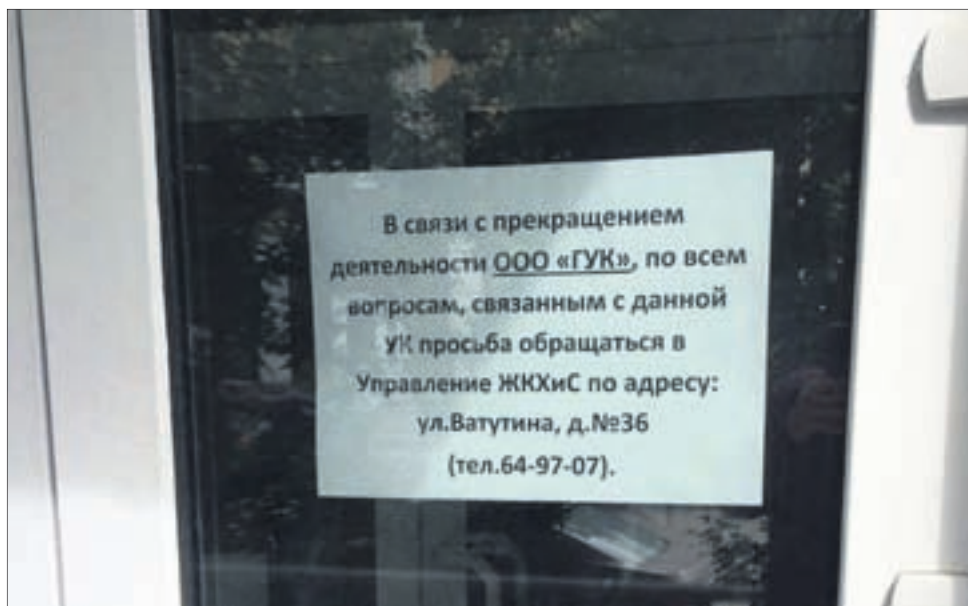 В связи с прекращением
деятельности ООО «ГУК», по всем
вопросам, связанным с данной
УК просьба обращаться в
Управление ЖКХиС по адресу:
ул.Ватутина, д.№36
(тел.64-97-07).